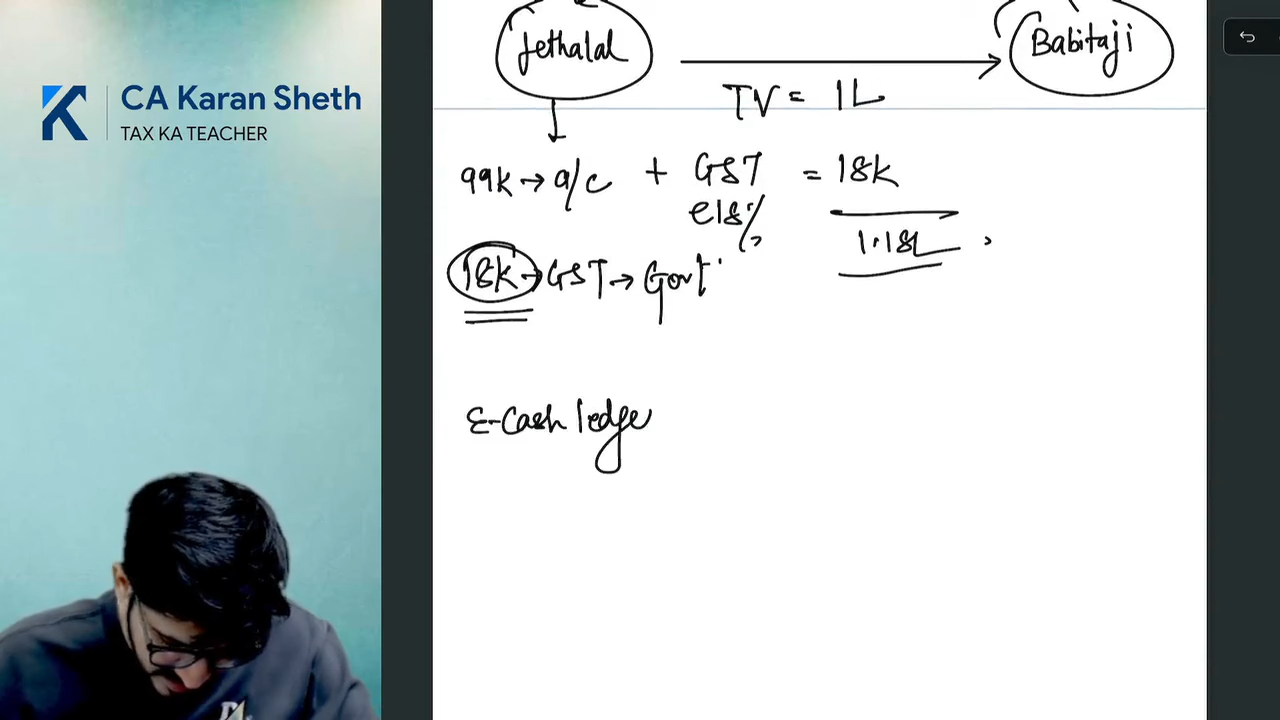 CA Karan Sheth
TAX KA TEACHER
Jethalal
Babitaji
TV = 1L
99K → a/c + GST = 18K
@18%
1.18L
18K → GST → Govt
E-Cash ledger